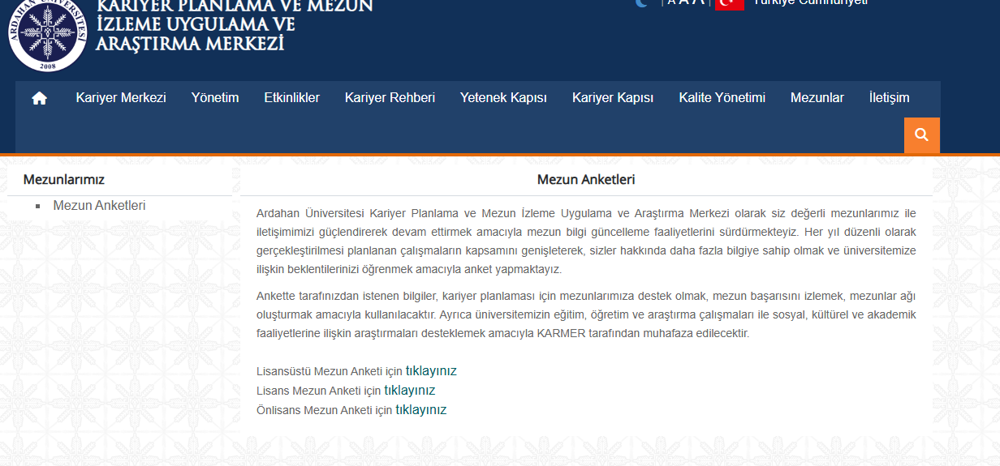 ARDAHAN ÜNİVERSİTESİ
2008
KARİYER PLANLAMA VE MEZUN
İZLEME UYGULAMA VE
ARAŞTIRMA MERKEZİ
| A A A | Türkiye Cumhuriyeti
Kariyer Merkezi Yönetim Etkinlikler Kariyer Rehberi Yetenek Kapısı Kariyer Kapısı Kalite Yönetimi Mezunlar İletişim
Mezunlarımız
Mezun Anketleri
Mezun Anketleri
Ardahan Üniversitesi Kariyer Planlama ve Mezun İzleme Uygulama ve Araştırma Merkezi olarak siz değerli mezunlarımız ile
iletişimimizi güçlendirerek devam ettirmek amacıyla mezun bilgi güncelleme faaliyetlerini sürdürmekteyiz. Her yıl düzenli olarak
gerçekleştirilmesi planlanan çalışmaların kapsamını genişleterek, sizler hakkında daha fazla bilgiye sahip olmak ve üniversitemize
ilişkin beklentilerinizi öğrenmek amacıyla anket yapmaktayız.
Ankette tarafınızdan istenen bilgiler, kariyer planlaması için mezunlarımıza destek olmak, mezun başarısını izlemek, mezunlar ağı
oluşturmak amacıyla kullanılacaktır. Ayrıca üniversitemizin eğitim, öğretim ve araştırma çalışmaları ile sosyal, kültürel ve akademik
faaliyetlerine ilişkin araştırmaları desteklemek amacıyla KARMER tarafından muhafaza edilecektir.
Lisansüstü Mezun Anketi için tıklayınız
Lisans Mezun Anketi için tıklayınız
Önlisans Mezun Anketi için tıklayınız